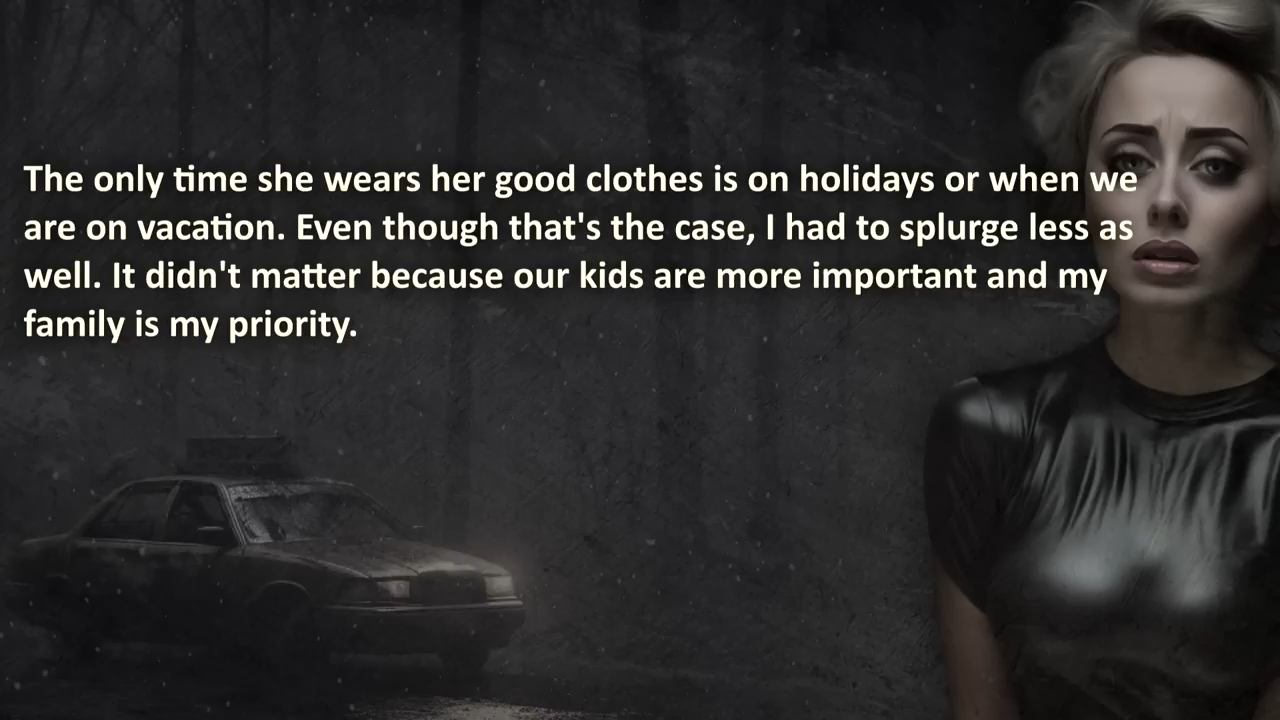 The only time she wears her good clothes is on holidays or when we
are on vacation. Even though that's the case, I had to splurge less as
well. It didn't matter because our kids are more important and my
family is my priority.